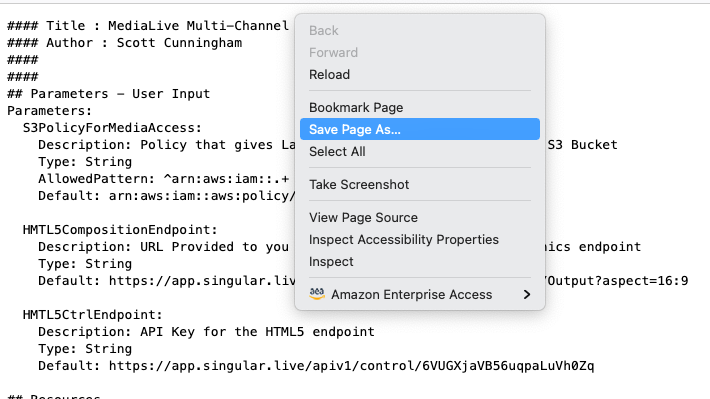 #### Title : MediaLive Multi-Channel
#### Author : Scott Cunningham
####
####
## Parameters - User Input
Parameters:
S3PolicyForMediaAccess:
Description: Policy that gives La S3 Bucket
Type: String
AllowedPattern: ^arn:aws:iam::.+
Default: arn:aws:iam::aws:policy/
HMTL5CompositionEndpoint:
Description: URL Provided to you nics endpoint
Type: String
Default: https://app.singular.liv /Output?aspect=16:9
HMTL5CtrlEndpoint:
Description: API Key for the HTML5 endpoint
Type: String
Default: https://app.singular.live/apiv1/control/6VUGXjaVB56uqpaLuVh0Zq
## Resources
Back
Forward
Reload
Bookmark Page
Save Page As...
Select All
Take Screenshot
View Page Source
Inspect Accessibility Properties
Inspect
aea Amazon Enterprise Access